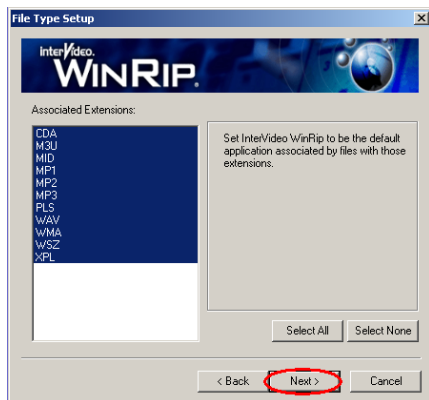 File Type Setup
InterVideo.
WINRIP.
Associated Extensions:
CDA
M3U
MID
MP1
MP2
MP3
PLS
WAV
WMA
WSZ
XPL
Set InterVideo WinRip to be the default
application associated by files with those
extensions.
Select All
Select None
< Back
Next >
Cancel